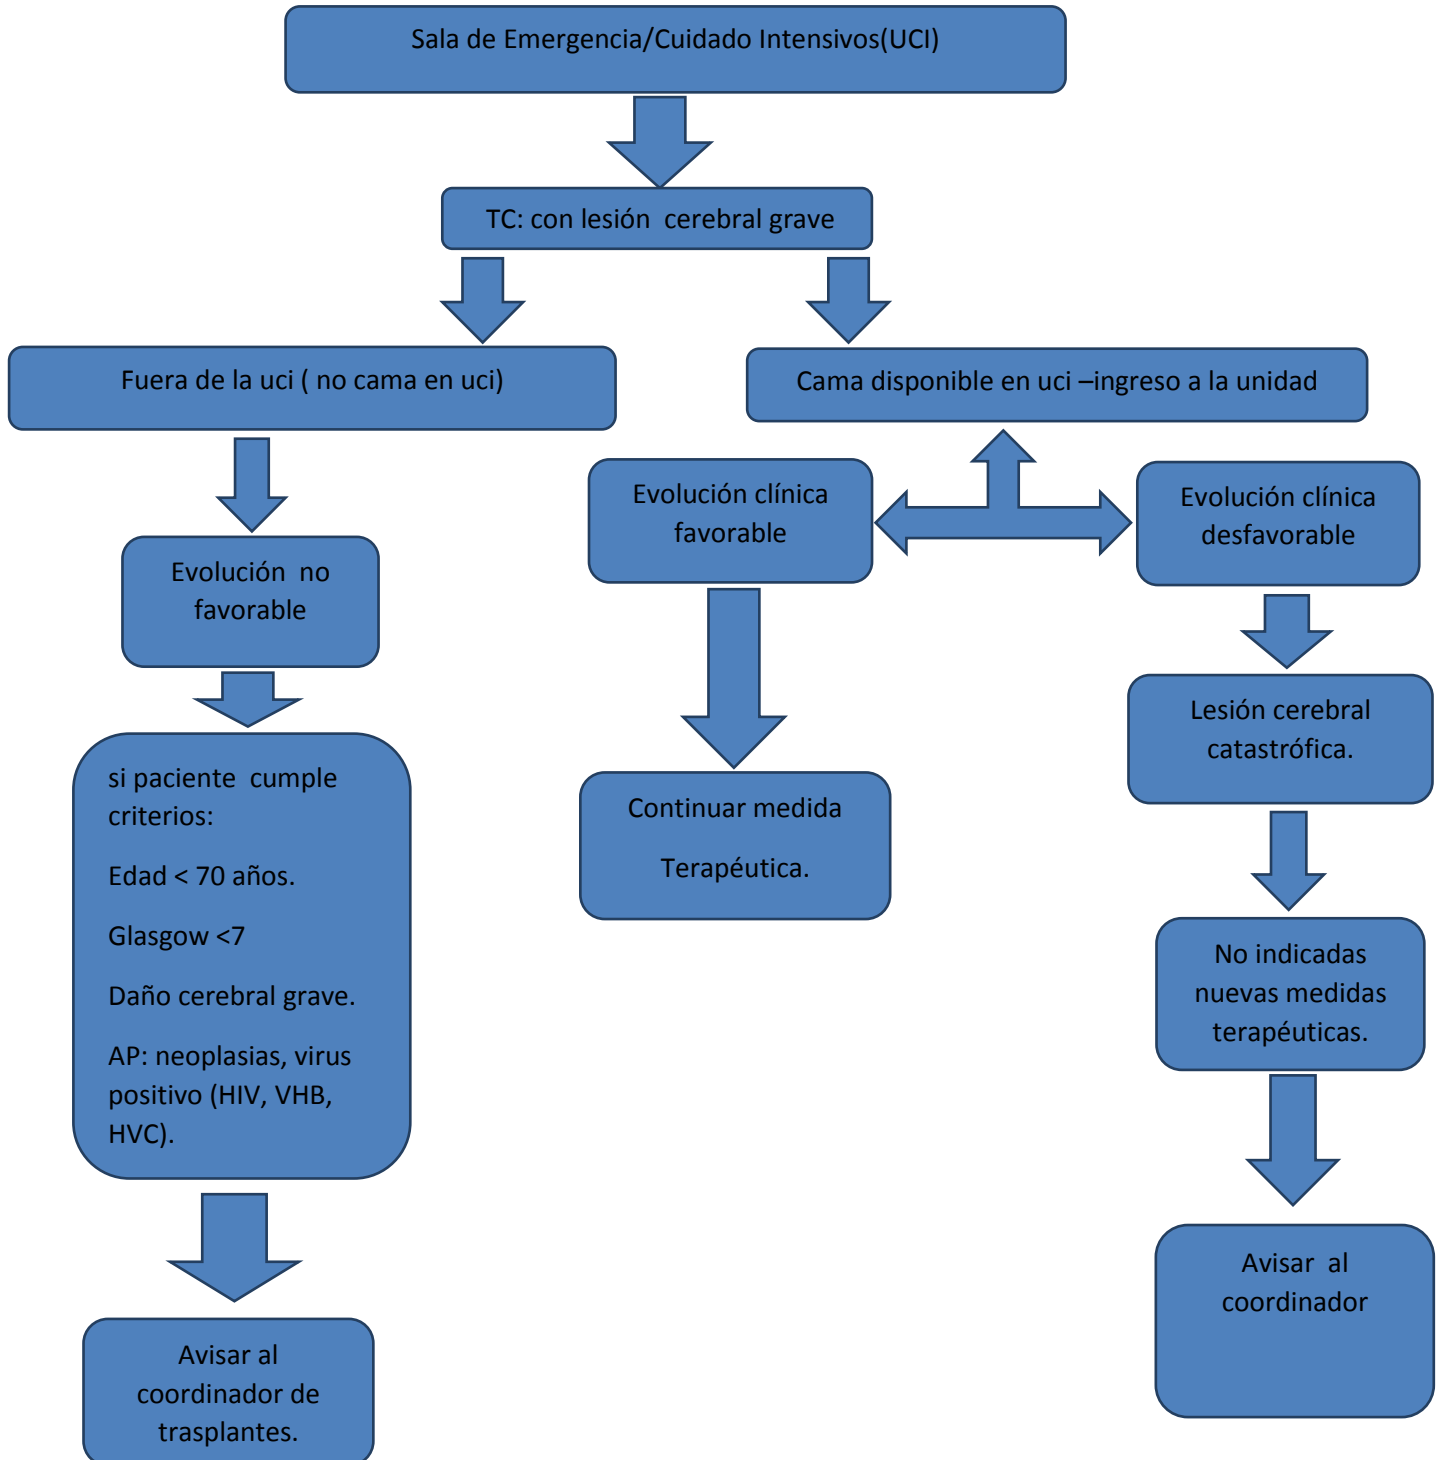 Sala de Emergencia/Cuidado Intensivos(UCI)
TC: con lesión cerebral grave
Fuera de la uci ( no cama en uci)
Cama disponible en uci –ingreso a la unidad
Evolución clínica
favorable
Evolución clínica
desfavorable
Evolución no
favorable
Lesión cerebral
catastrófica.
si paciente cumple
criterios:
Edad < 70 años.
Glasgow <7
Daño cerebral grave.
AP: neoplasias, virus
positivo (HIV, VHB,
HVC).
Continuar medida
Terapéutica.
No indicadas
nuevas medidas
terapéuticas.
Avisar al
coordinador
Avisar al
coordinador de
trasplantes.